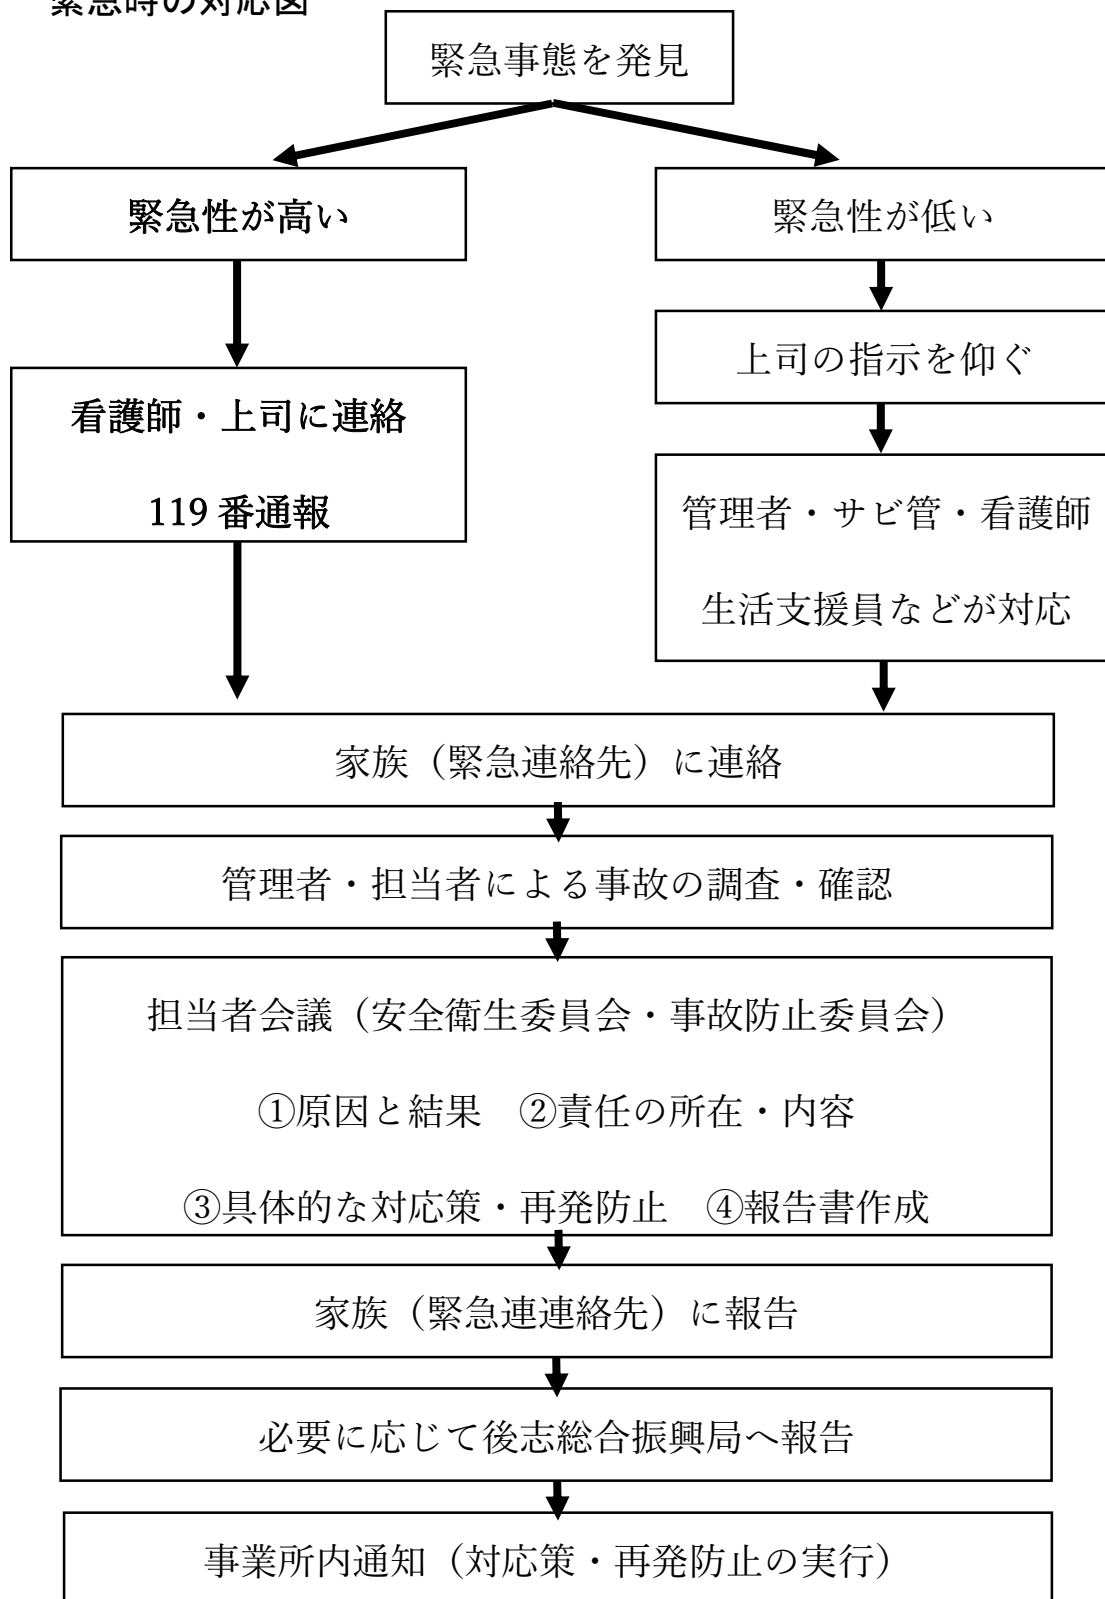 緊急時の対応図
緊急事態を発見
緊急性が高い
緊急性が低い
上司の指示を仰ぐ
看護師・上司に連絡
119 番通報
管理者・サビ管・看護師
生活支援員などが対応
家族（緊急連絡先）に連絡
管理者・担当者による事故の調査・確認
担当者会議（安全衛生委員会・事故防止委員会）
①原因と結果　②責任の所在・内容
③具体的な対応策・再発防止　④報告書作成
家族（緊急連連絡先）に報告
必要に応じて後志総合振興局へ報告
事業所内通知（対応策・再発防止の実行）